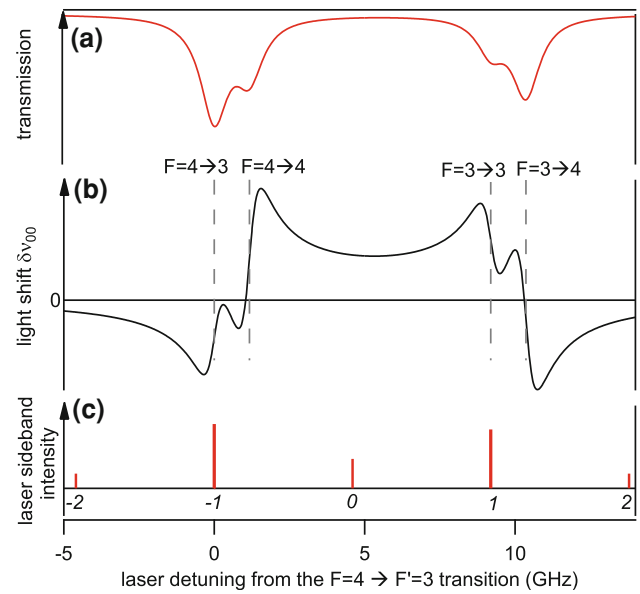 (a)
transmission
F=4→3 F=4→4 F=3→3 F=3→4
(b)
light shift δν00
0
(c)
laser sideband
intensity
-2 -1 0 1 2
-5 0 5 10
laser detuning from the F=4 → F'=3 transition (GHz)